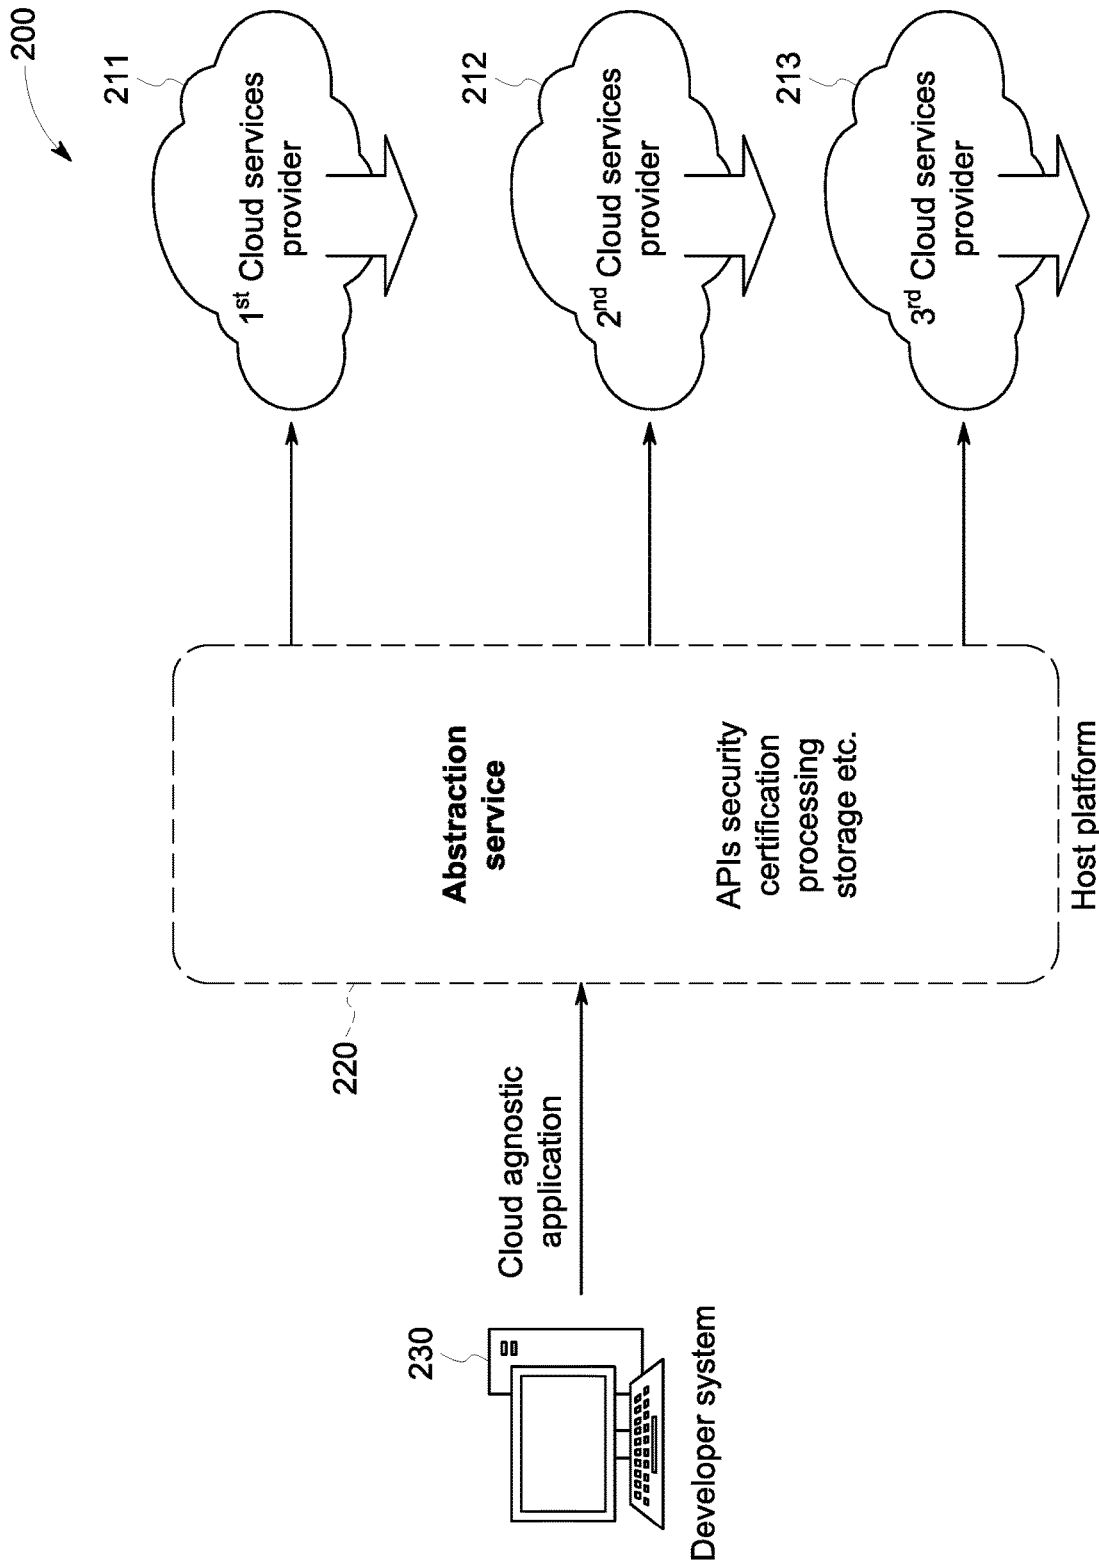 200
211
1st Cloud services
provider
212
2nd Cloud services
provider
213
3rd Cloud services
provider
220
Abstraction
service
APIs security
certification
processing
storage etc.
Host platform
Cloud agnostic
application
230
Developer system